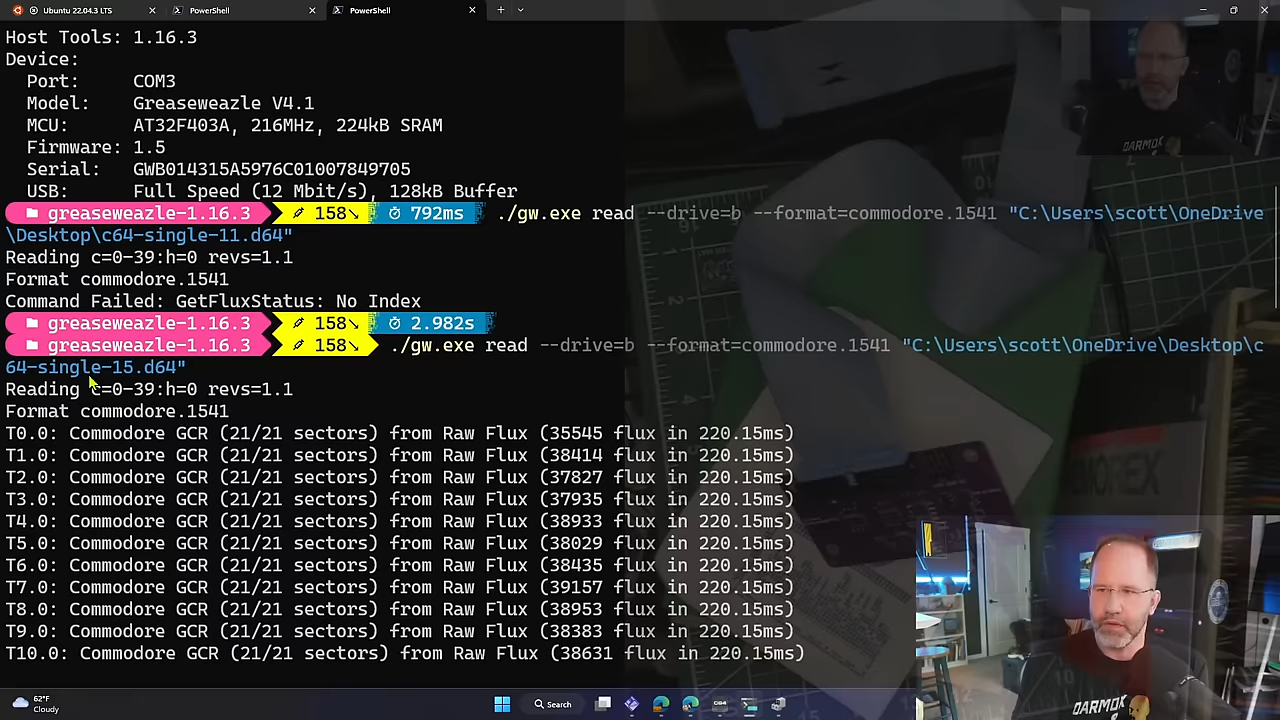 Ubuntu 22.04.3 LTS
PowerShell
PowerShell
Host Tools: 1.16.3
Device:
Port: COM3
Model: Greaseweazle V4.1
MCU: AT32F403A, 216MHz, 224kB SRAM
Firmware: 1.5
Serial: GWB014315A5976C01007849705
USB: Full Speed (12 Mbit/s), 128kB Buffer
greaseweazle-1.16.3 158 792ms ./gw.exe read --drive=b --format=commodore.1541 "C:\Users\scott\OneDrive
\Desktop\c64-single-11.d64"
Reading c=0-39:h=0 revs=1.1
Format commodore.1541
Command Failed: GetFluxStatus: No Index
greaseweazle-1.16.3 158 2.982s
greaseweazle-1.16.3 158 ./gw.exe read --drive=b --format=commodore.1541 "C:\Users\scott\OneDrive\Desktop\c
64-single-15.d64"
Reading c=0-39:h=0 revs=1.1
Format commodore.1541
T0.0: Commodore GCR (21/21 sectors) from Raw Flux (35545 flux in 220.15ms)
T1.0: Commodore GCR (21/21 sectors) from Raw Flux (38414 flux in 220.15ms)
T2.0: Commodore GCR (21/21 sectors) from Raw Flux (37827 flux in 220.15ms)
T3.0: Commodore GCR (21/21 sectors) from Raw Flux (37935 flux in 220.15ms)
T4.0: Commodore GCR (21/21 sectors) from Raw Flux (38933 flux in 220.15ms)
T5.0: Commodore GCR (21/21 sectors) from Raw Flux (38029 flux in 220.15ms)
T6.0: Commodore GCR (21/21 sectors) from Raw Flux (38435 flux in 220.15ms)
T7.0: Commodore GCR (21/21 sectors) from Raw Flux (39157 flux in 220.15ms)
T8.0: Commodore GCR (21/21 sectors) from Raw Flux (38953 flux in 220.15ms)
T9.0: Commodore GCR (21/21 sectors) from Raw Flux (38383 flux in 220.15ms)
T10.0: Commodore GCR (21/21 sectors) from Raw Flux (38631 flux in 220.15ms)
DARMOK
DARMOK
62°F
Cloudy
Search